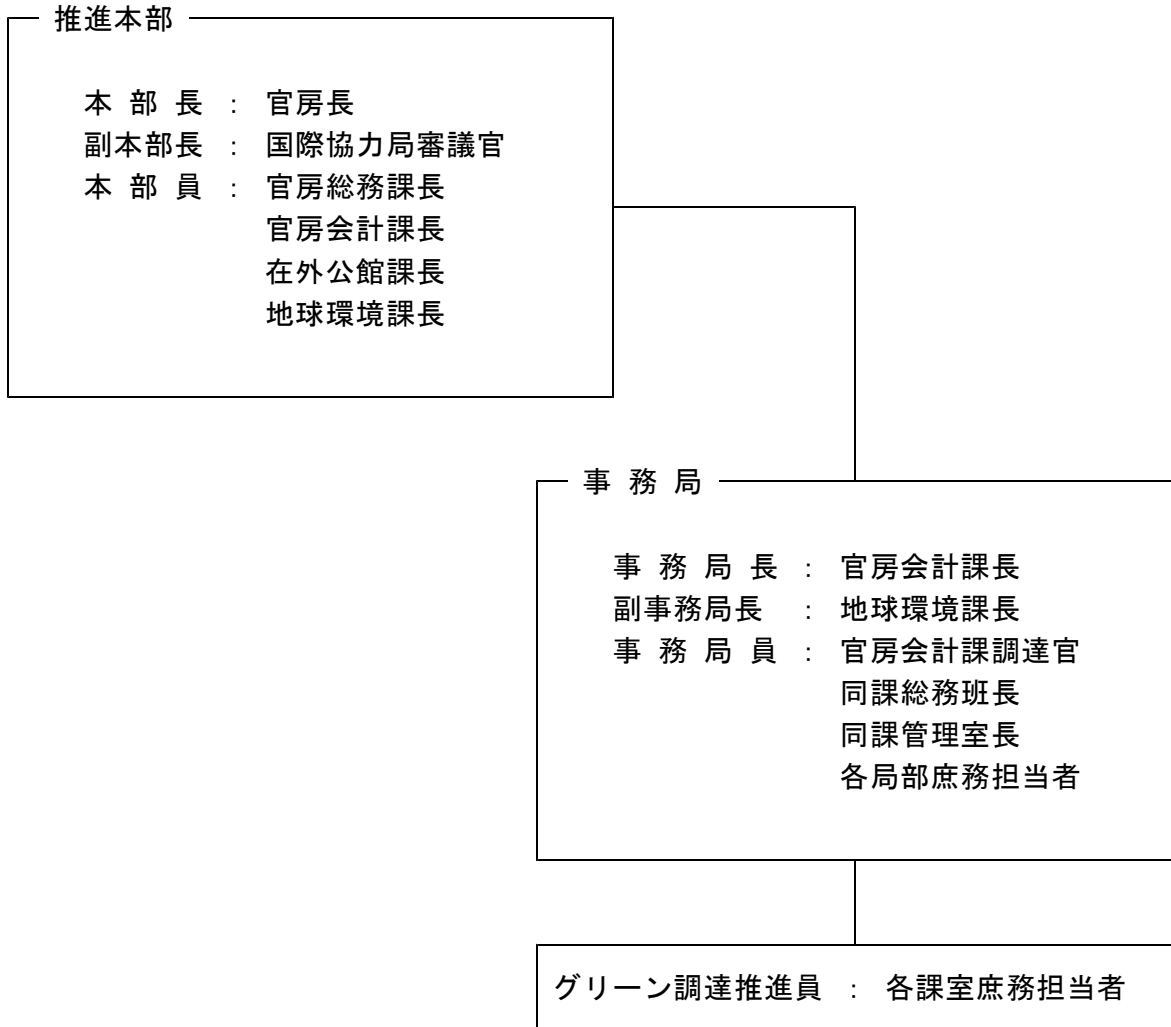 推進本部
本 部 長 : 官房長
副本部長 : 国際協力局審議官
本 部 員 : 官房総務課長
官房会計課長
在外公館課長
地球環境課長
事 務 局
事 務 局 長 : 官房会計課長
副事務局長 : 地球環境課長
事 務 局 員 : 官房会計課調達官
同課総務班長
同課管理室長
各局部庶務担当者
グリーン調達推進員 : 各課室庶務担当者